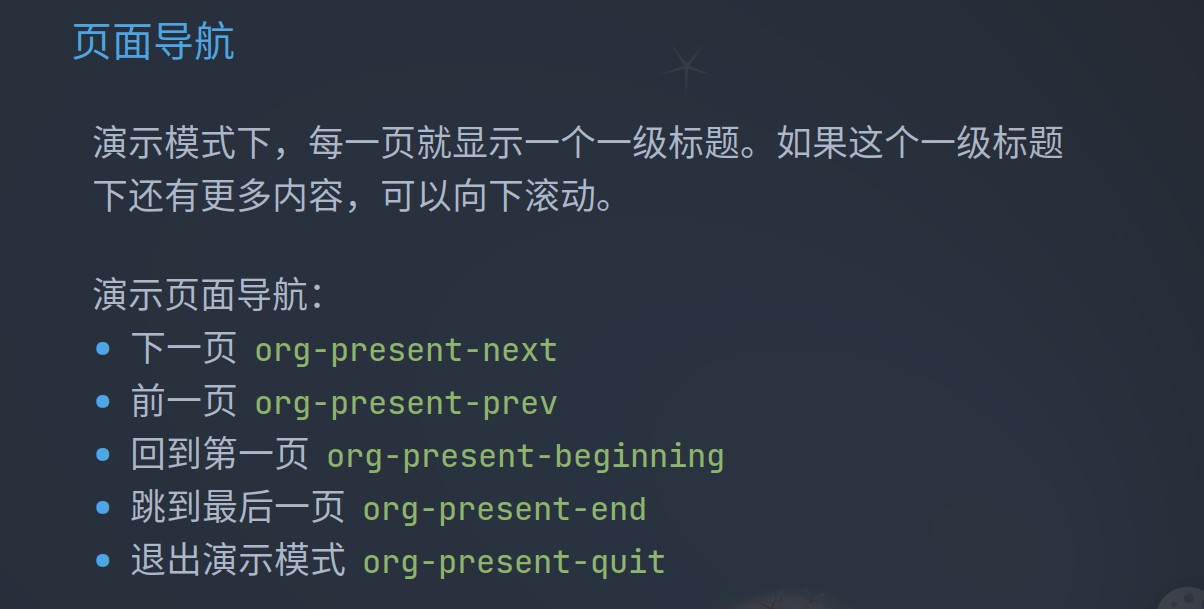 页面导航
演示模式下，每一页就显示一个一级标题。如果这个一级标题
下还有更多内容，可以向下滚动。
演示页面导航：
• 下一页 org-present-next
• 前一页 org-present-prev
• 回到第一页 org-present-beginning
• 跳到最后一页 org-present-end
• 退出演示模式 org-present-quit